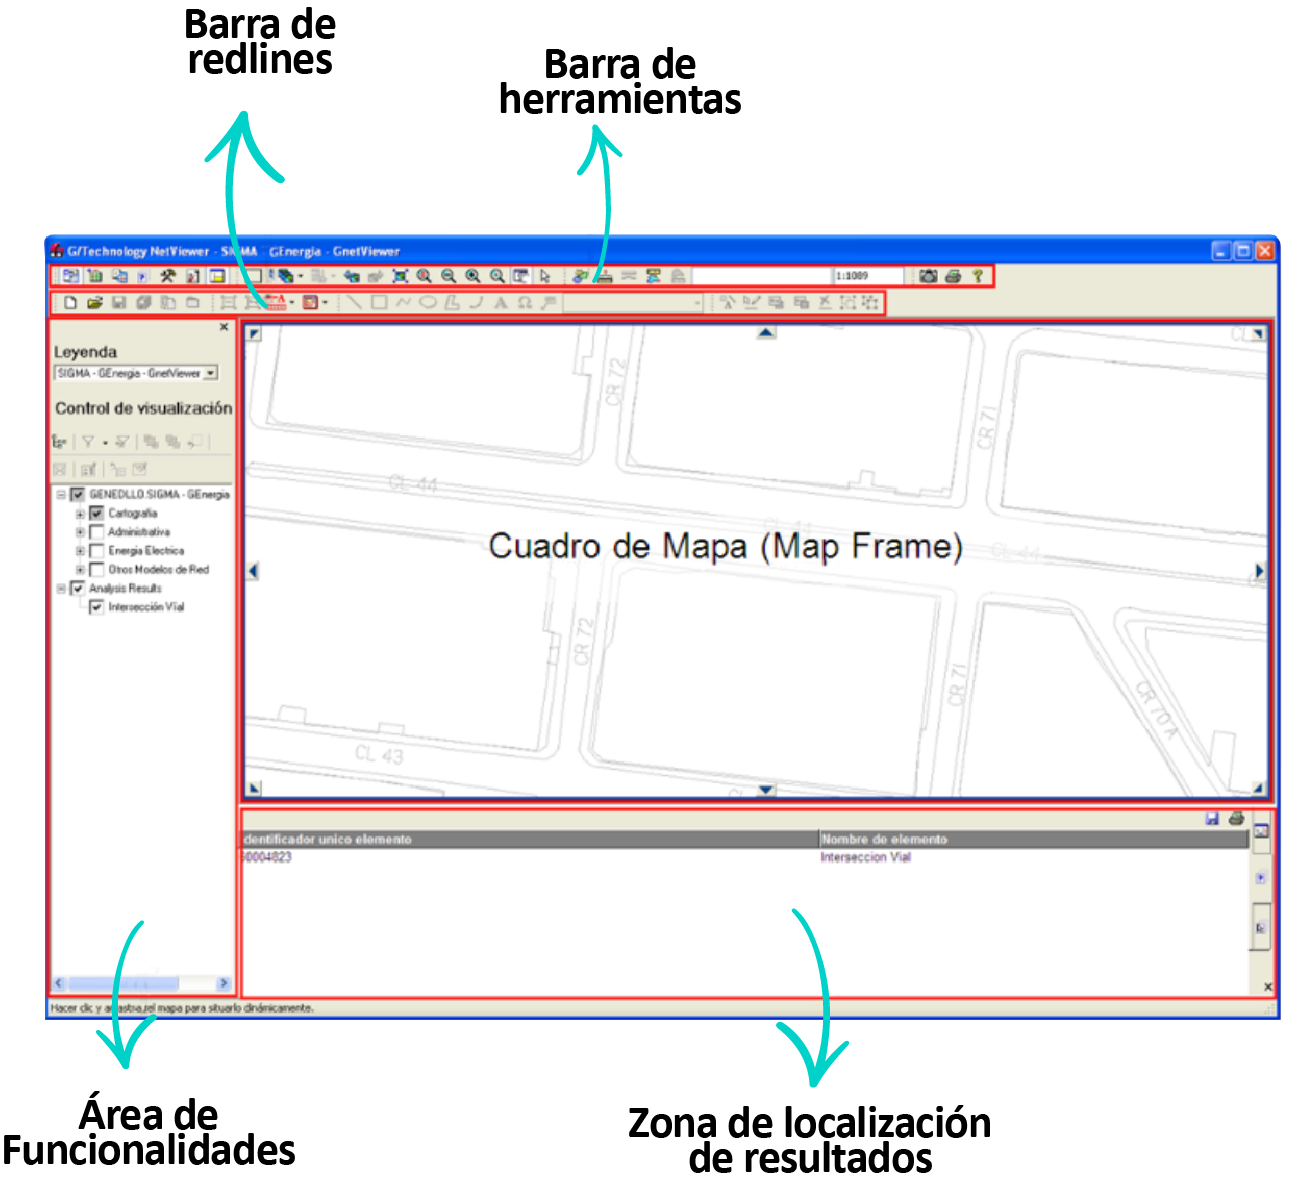 Barra de
redlines
Barra de
herramientas
G/Technology NetViewer - SIGMA - GEnergia - GnetViewer
1:1089
Leyenda
SIGMA - GEnergia - GnetViewer
Control de visualización
GENEDLLO.SIGMA - GEnergia
Cartografia
Administrativa
Energia Electrica
Otros Modelos de Red
Analysis Results
Intersección Vial
CR 72
CR 71
CL
CL 44
Cuadro de Mapa (Map Frame)
CL 44
CR 72
CR 71
CR 70A
CL 43
dentificador unico elemento
Nombre de elemento
0004823
Interseccion Vial
Hacer clic y arrastrar el mapa para situarlo dinámicamente.
Área de
Funcionalidades
Zona de localización
de resultados